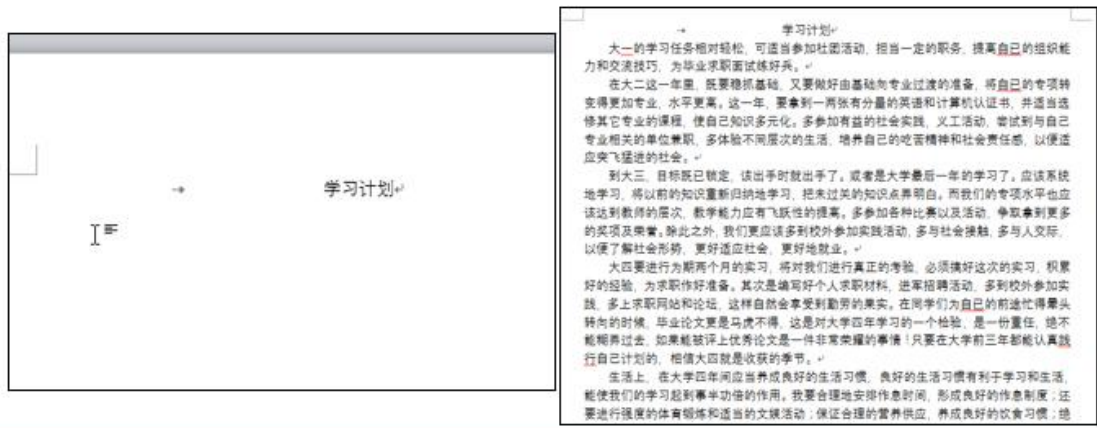 学习计划
学习计划
大一的学习任务相对轻松，可适当参加社团活动，担当一定的职务，提高自已的组织能
力和交流技巧，为毕业求职面试练好兵。
在大二这一年里，既要稳抓基础，又要做好由基础向专业过渡的准备，将自已的专项转
变得更加专业，水平更高。这一年，要拿到一两张有分量的英语和计算机认证书，并适当选
修其它专业的课程，使自己知识多元化。多参加有益的社会实践，义工活动，尝试到与自己
专业相关的单位兼职，多体验不同层次的生活，培养自己的吃苦精神和社会责任感，以便适
应突飞猛进的社会。
到大三，目标既已锁定，该出手时就出手了。或者是大学最后一年的学习了。应该系统
地学习，将以前的知识重新归纳地学习，把未过关的知识点弄明白。而我们的专项水平也应
该达到教师的层次，教学能力应有飞跃性的提高。多参加各种比赛以及活动，争取拿到更多
的奖项及荣誉。除此之外，我们更应该多到校外参加实践活动，多与社会接触，多与人交际，
以便了解社会形势，更好适应社会，更好地就业。
大四要进行为期两个月的实习，将对我们进行真正的考验，必须搞好这次的实习，积累
好的经验，为求职作好准备。其次是编写好个人求职材料，进军招聘活动，多到校外参加实
践，多上求职网站和论坛，这样自然会享受到勤劳的果实。在同学们为自已的前途忙得晕头
转向的时候，毕业论文更是马虎不得，这是对大学四年学习的一个检验，是一份重任，绝不
能糊弄过去，如果能被评上优秀论文是一件非常荣耀的事情！只要在大学前三年都能认真践
行自己计划的，相信大四就是收获的季节。
生活上，在大学四年间应当养成良好的生活习惯，良好的生活习惯有利于学习和生活，
能使我们的学习起到事半功倍的作用。我要合理地安排作息时间，形成良好的作息制度；还
要进行强度的体育锻炼和适当的文娱活动；保证合理的营养供应，养成良好的饮食习惯；绝